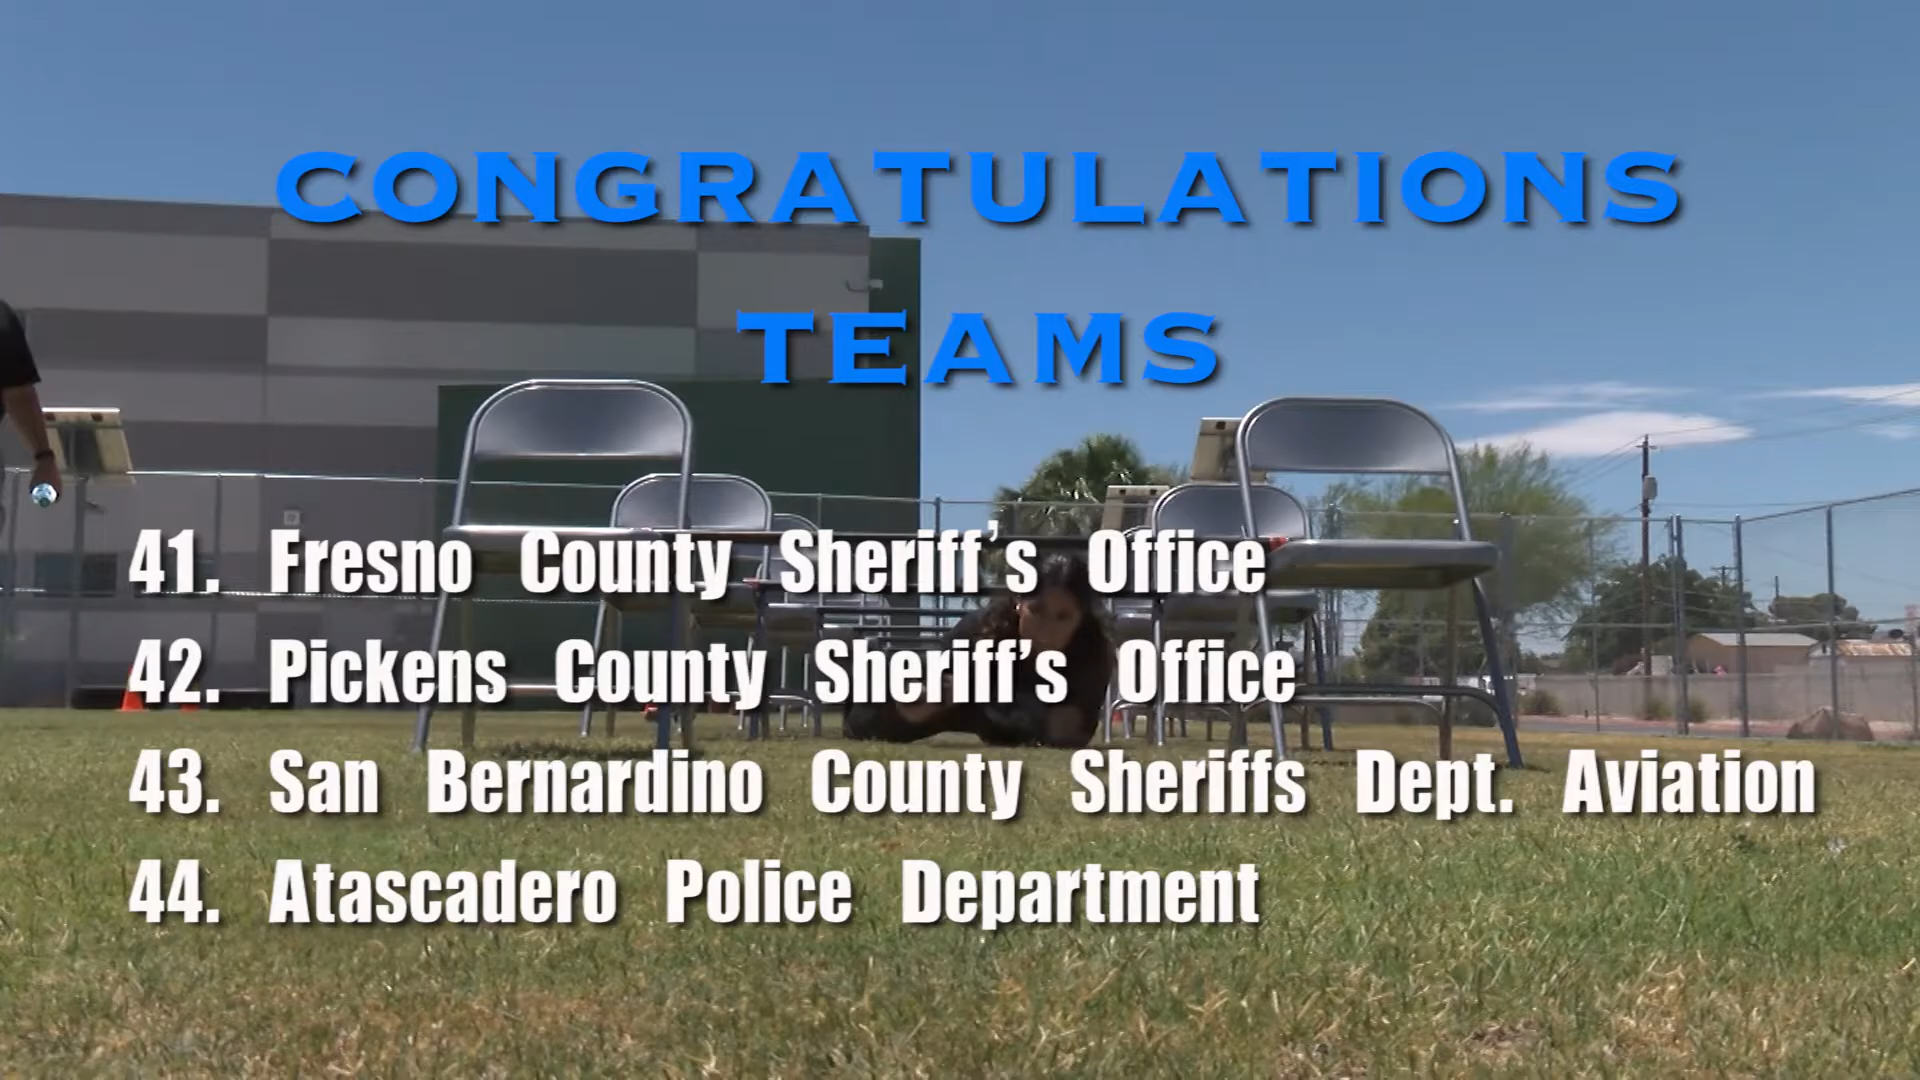 CONGRATULATIONS
TEAMS
41. Fresno County Sheriff's Office
42. Pickens County Sheriff's Office
43. San Bernardino County Sheriffs Dept. Aviation
44. Atascadero Police Department